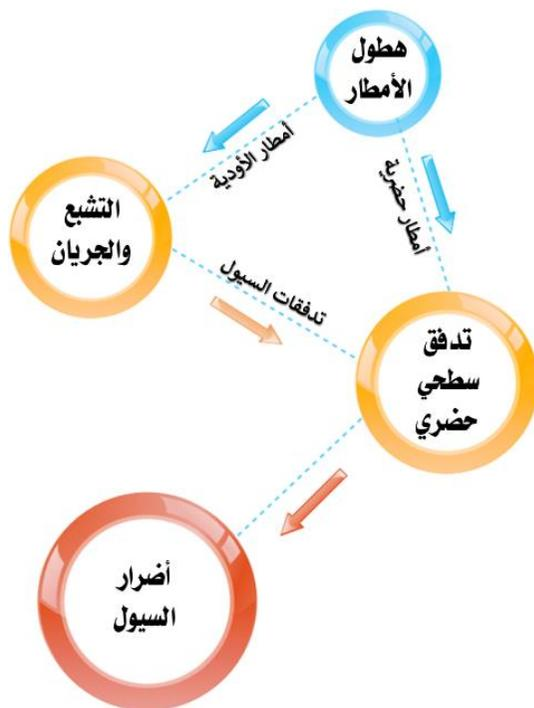 هطول
الأمطار
أمطار الأودية
أمطار حضرية
التشبع
والجريان
تدفقات السيول
تدفق
سطحي
حضري
أضرار
السيول